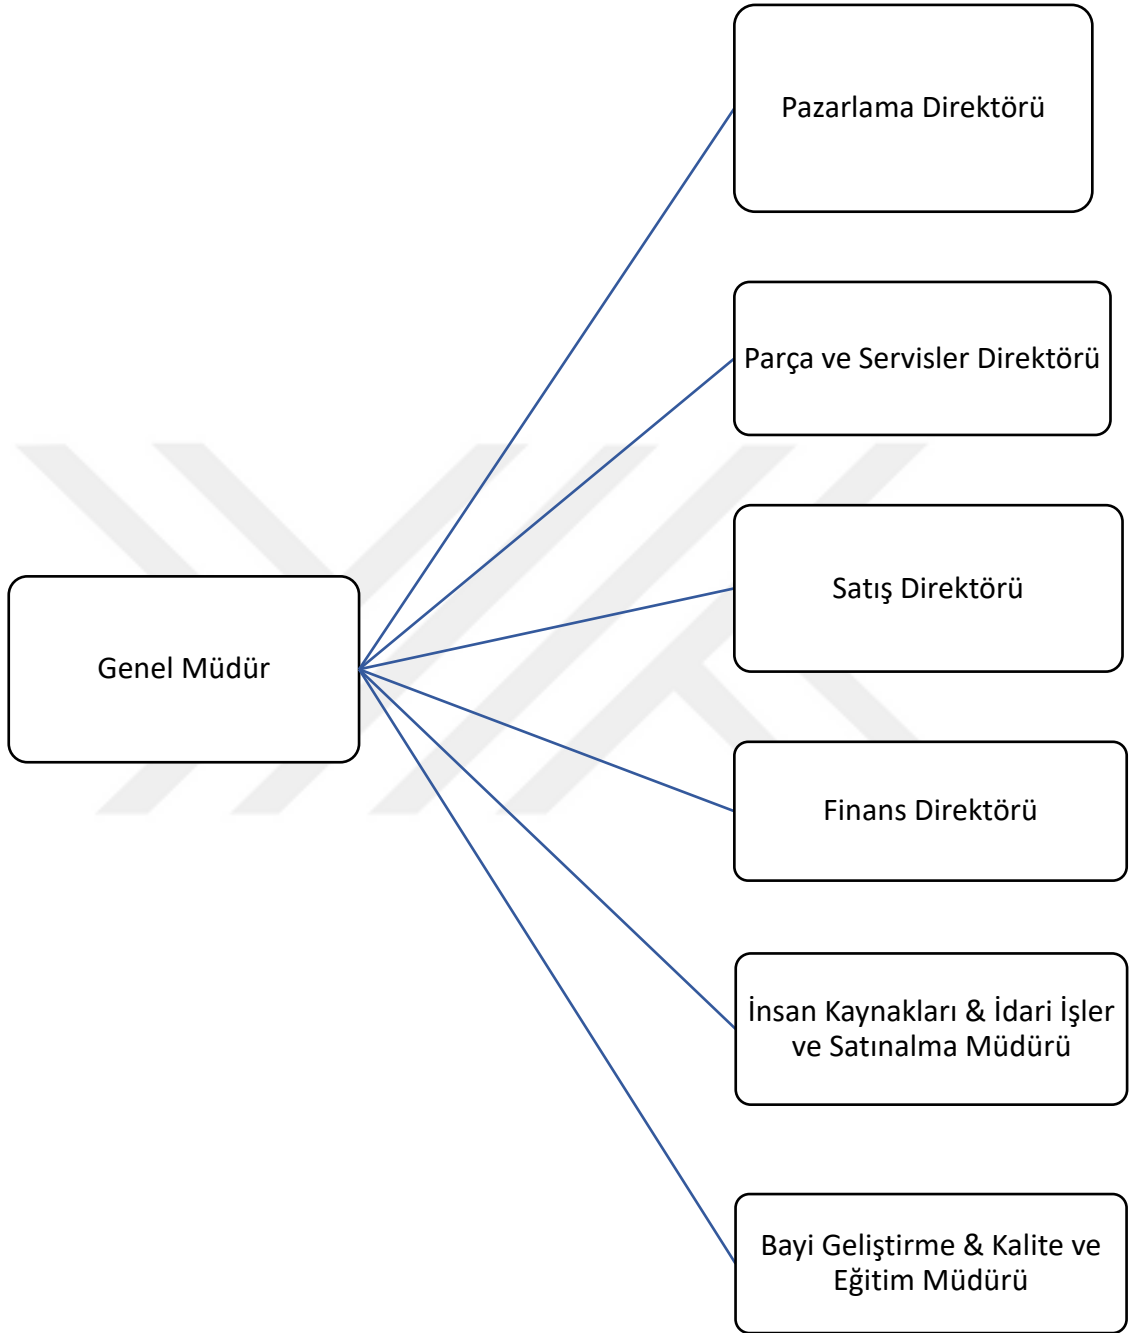 Pazarlama Direktörü
Parça ve Servisler Direktörü
Satış Direktörü
Genel Müdür
Finans Direktörü
İnsan Kaynakları & İdari İşler
ve Satınalma Müdürü
Bayi Geliştirme & Kalite ve
Eğitim Müdürü